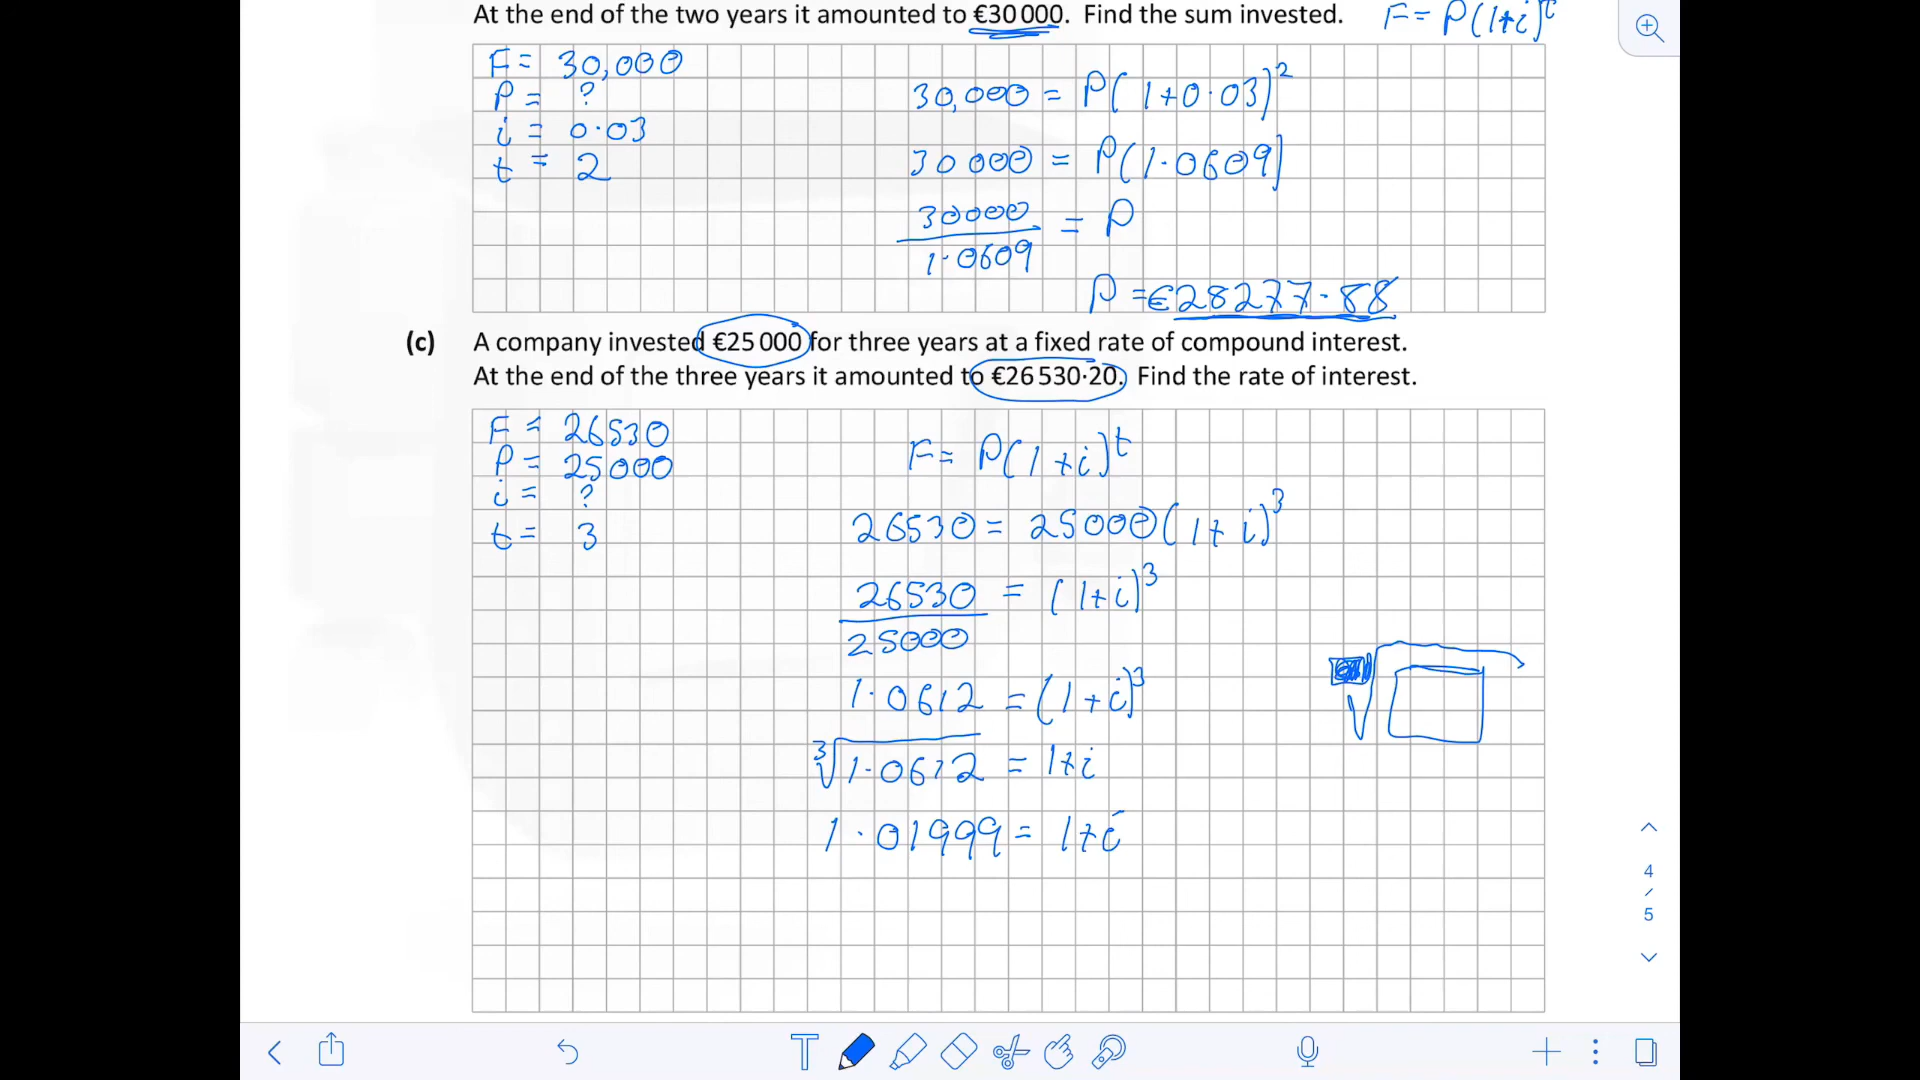 At the end of the two years it amounted to €30 000. Find the sum invested.
F = P(1+i)^t
F = 30,000
P = ?
i = 0.03
t = 2
30,000 = P(1+0.03)^2
30 000 = P(1.0609)
30000/1.0609 = P
P = €28277.88
(c) A company invested €25 000 for three years at a fixed rate of compound interest.
At the end of the three years it amounted to €26 530·20. Find the rate of interest.
F = 26530
P = 25000
i = ?
t = 3
F = P(1+i)^t
26530 = 25000(1+i)^3
26530/25000 = (1+i)^3
1.0612 = (1+i)^3
∛1.0612 = 1+i
1.01999 = 1+i
4
/
5
T